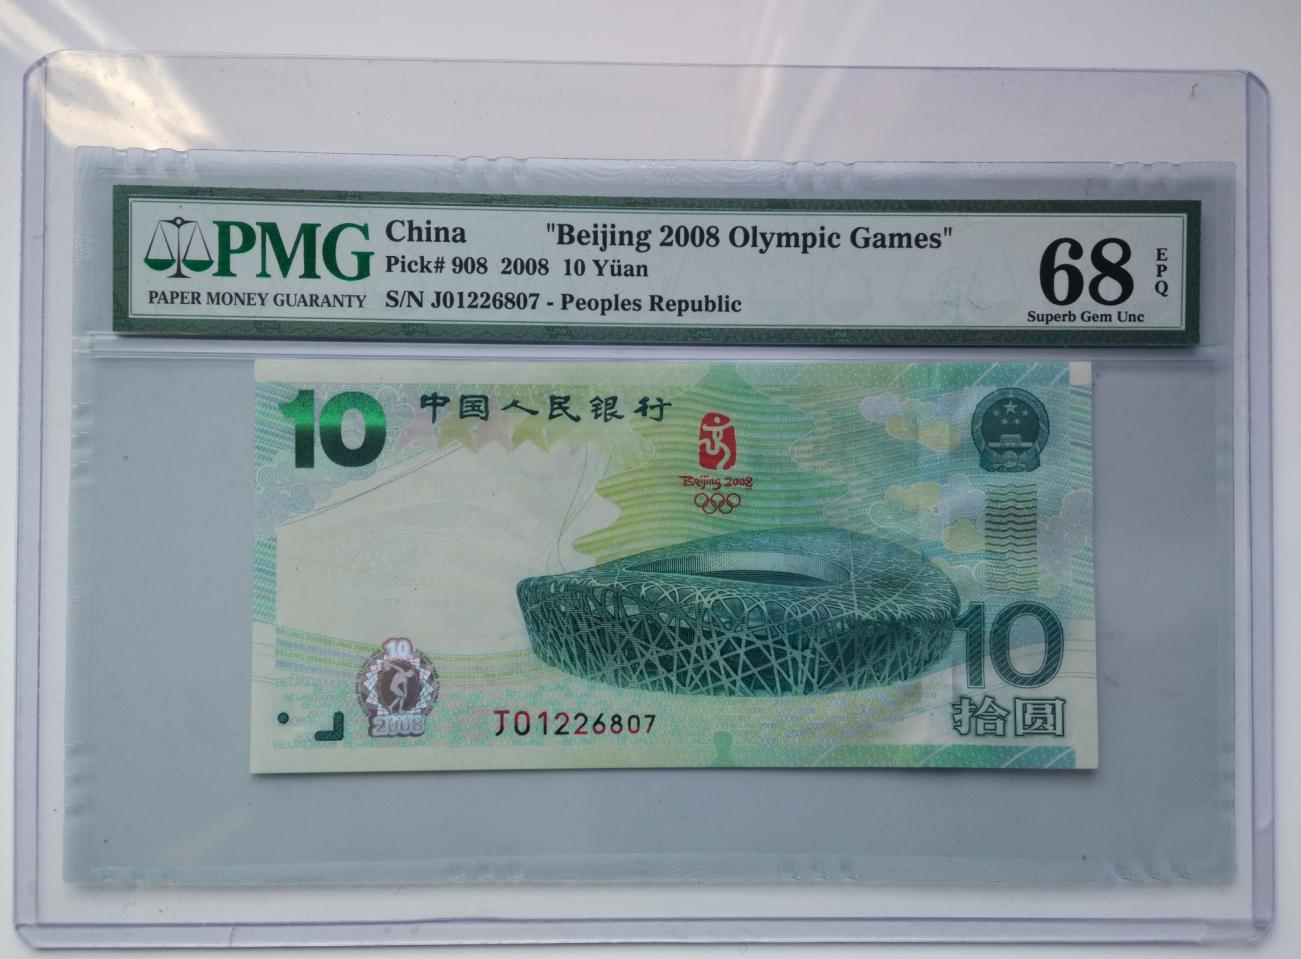 PMG
PAPER MONEY GUARANTY
China "Beijing 2008 Olympic Games"
Pick# 908 2008 10 Yüan
S/N J01226807 - Peoples Republic
68
EPQ
Superb Gem Unc
10
中国人民银行
Beijing 2008
10
拾圆
10
2008
J01226807